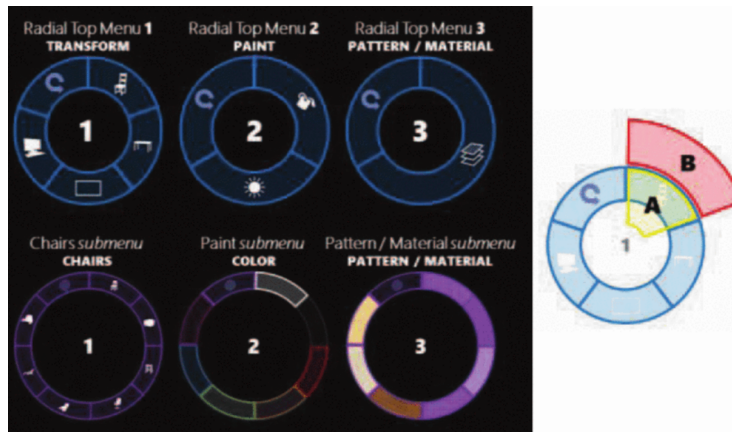 Radial Top Menu 1
TRANSFORM
1
Radial Top Menu 2
PAINT
2
Radial Top Menu 3
PATTERN / MATERIAL
3
Chairs submenu
CHAIRS
1
Paint submenu
COLOR
2
Pattern / Material submenu
PATTERN / MATERIAL
3
B
A
1